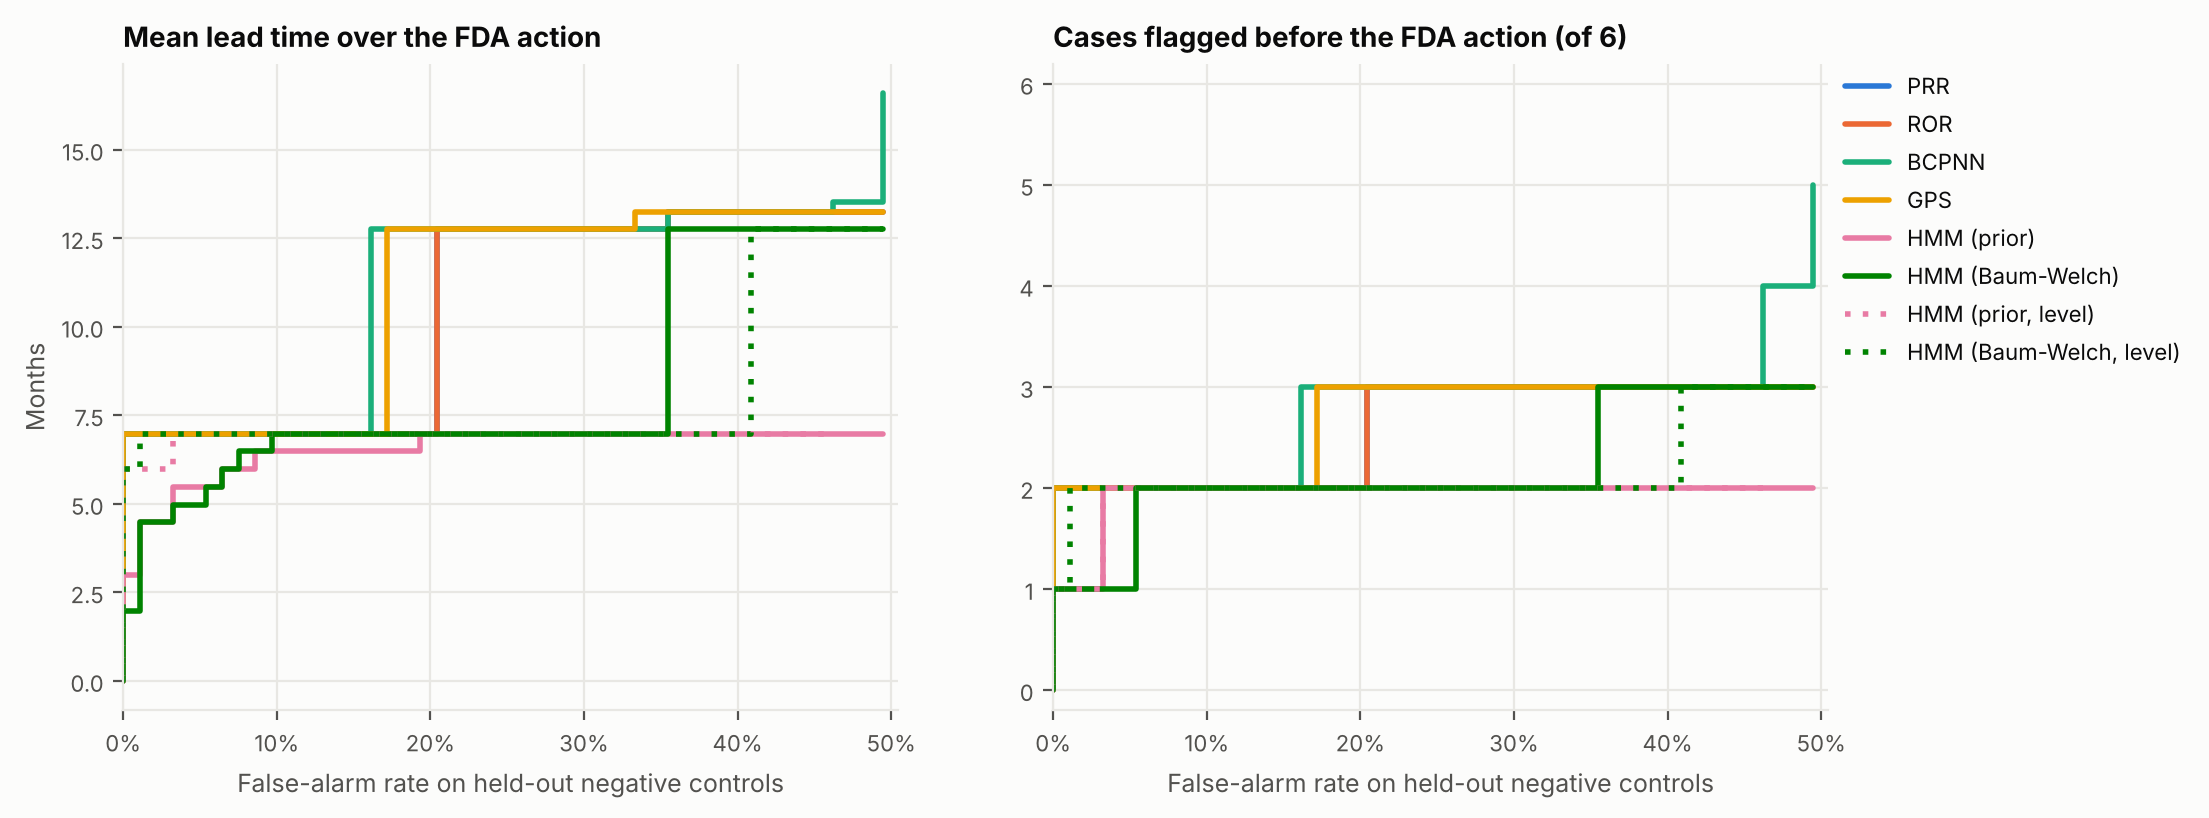 Mean lead time over the FDA action
Months
15.0
12.5
10.0
7.5
5.0
2.5
0.0
0%
10%
20%
30%
40%
50%
False-alarm rate on held-out negative controls
Cases flagged before the FDA action (of 6)
6
5
4
3
2
1
0
0%
10%
20%
30%
40%
50%
False-alarm rate on held-out negative controls
PRR
ROR
BCPNN
GPS
HMM (prior)
HMM (Baum-Welch)
HMM (prior, level)
HMM (Baum-Welch, level)